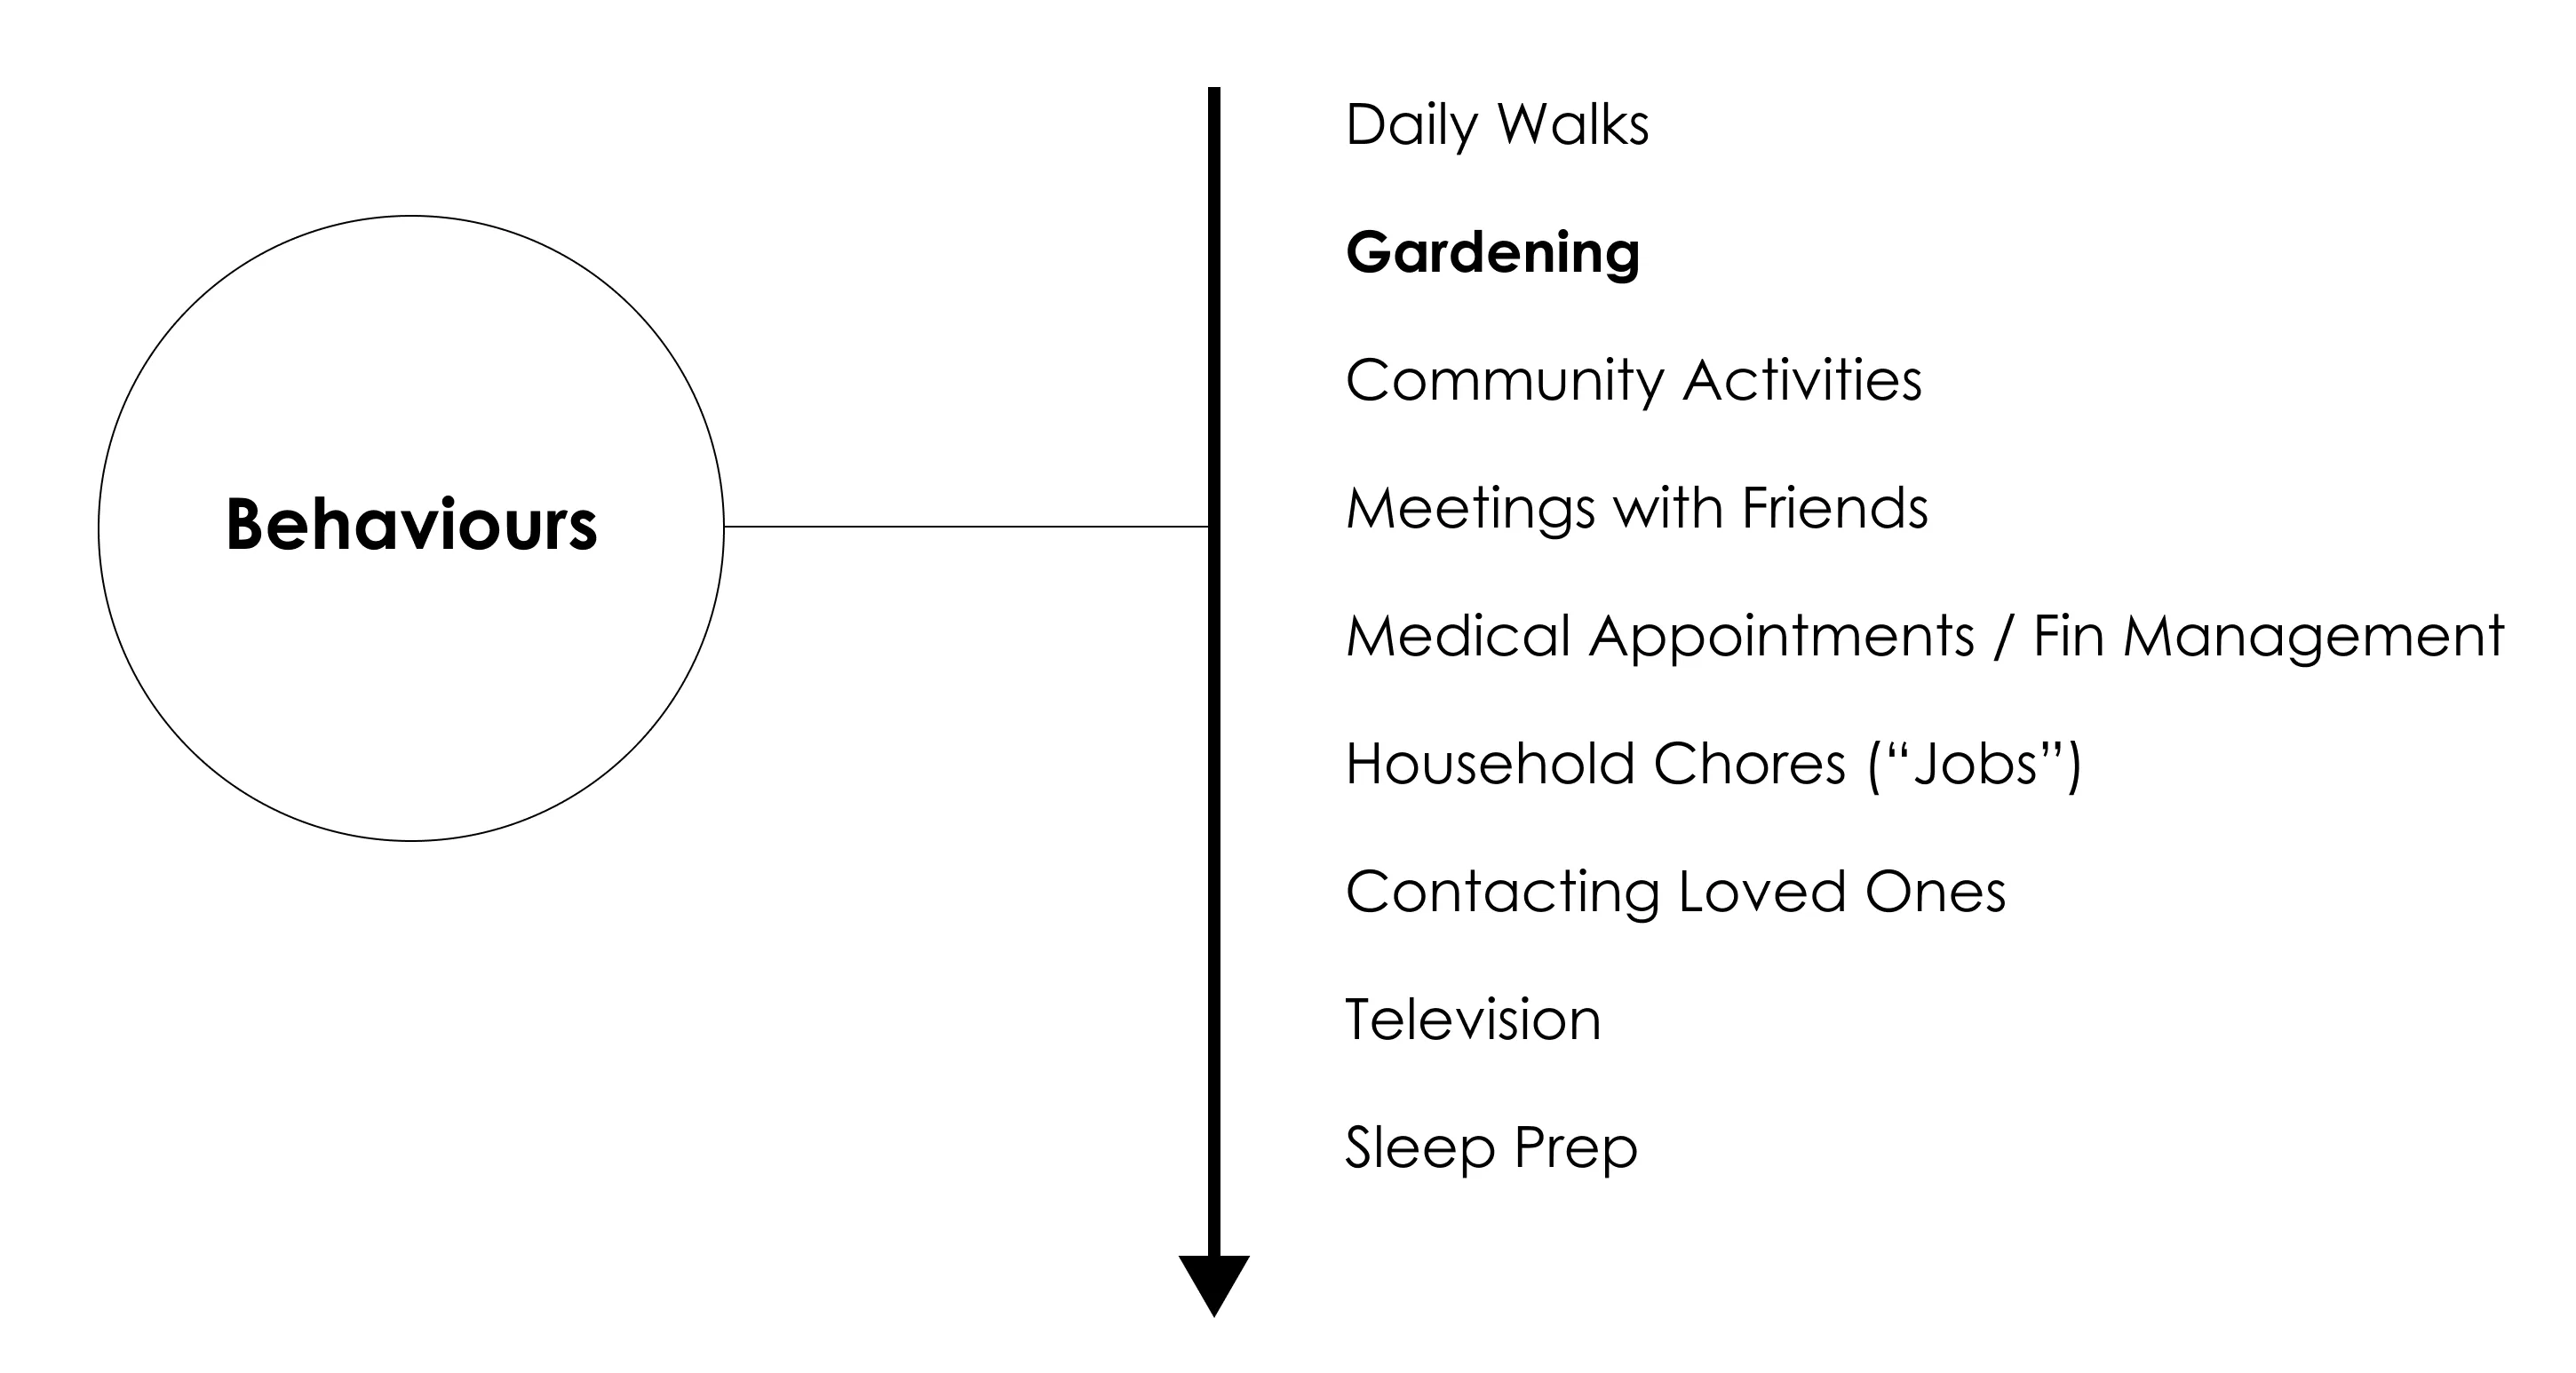 Behaviours
Daily Walks
Gardening
Community Activities
Meetings with Friends
Medical Appointments / Fin Management
Household Chores (“Jobs”)
Contacting Loved Ones
Television
Sleep Prep